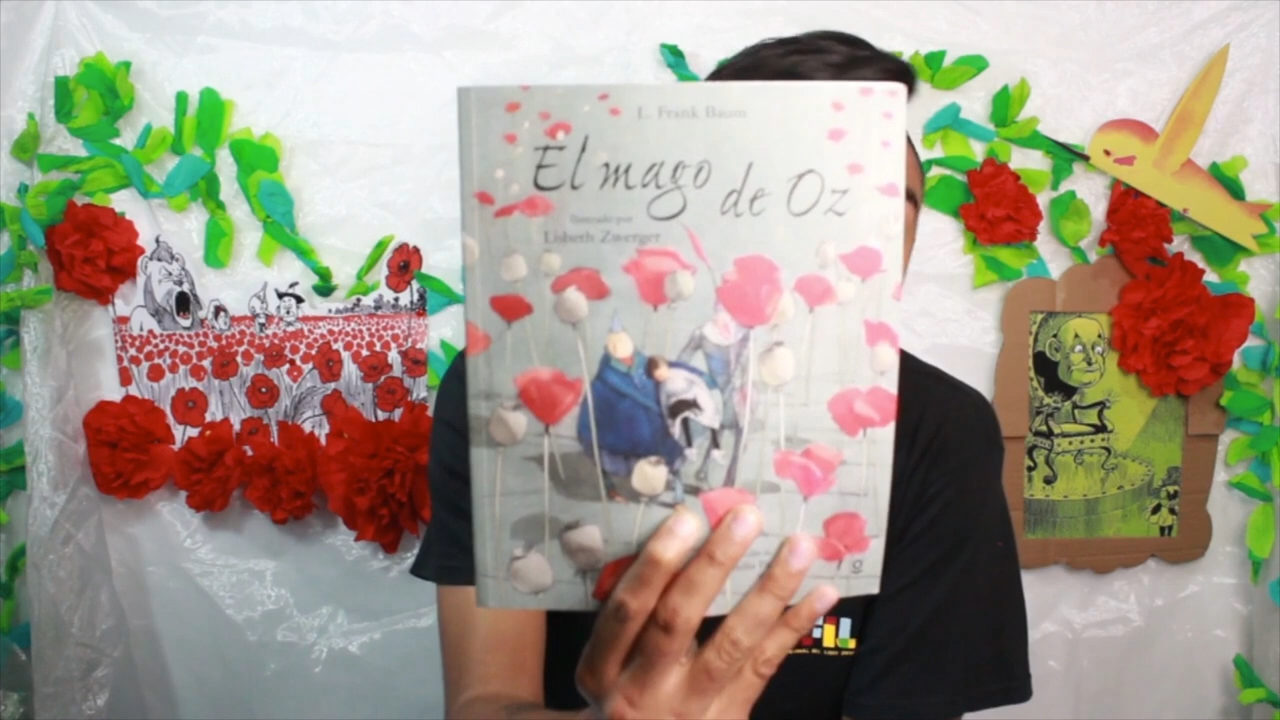 L. Frank Baum
El mago
de Oz
Ilustrado por
Lisbeth Zwerger